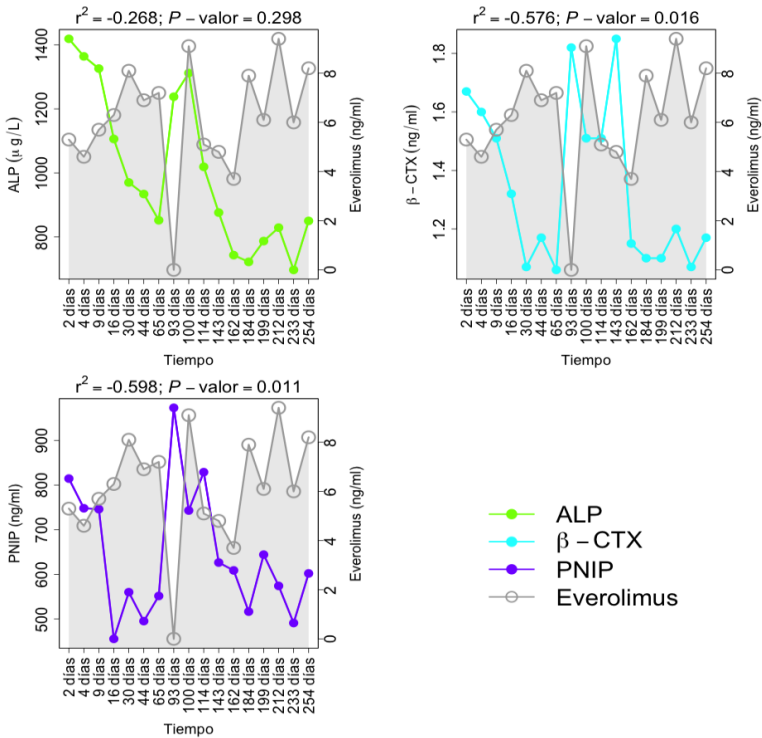 r² = -0.268; P – valor = 0.298
ALP (μ g/L)
1400
1200
1000
800
8
6
4
2
0
Everolimus (ng/ml)
2 días
4 días
9 días
16 días
30 días
44 días
65 días
93 días
100 días
114 días
143 días
162 días
184 días
199 días
212 días
233 días
254 días
Tiempo
r² = -0.576; P – valor = 0.016
β – CTX (ng/ml)
1.8
1.6
1.4
1.2
8
6
4
2
0
Everolimus (ng/ml)
2 días
4 días
9 días
16 días
30 días
44 días
65 días
93 días
100 días
114 días
143 días
162 días
184 días
199 días
212 días
233 días
254 días
Tiempo
r² = -0.598; P – valor = 0.011
PNIP (ng/ml)
900
800
700
600
500
8
6
4
2
0
Everolimus (ng/ml)
2 días
4 días
9 días
16 días
30 días
44 días
65 días
93 días
100 días
114 días
143 días
162 días
184 días
199 días
212 días
233 días
254 días
Tiempo
ALP
β – CTX
PNIP
Everolimus